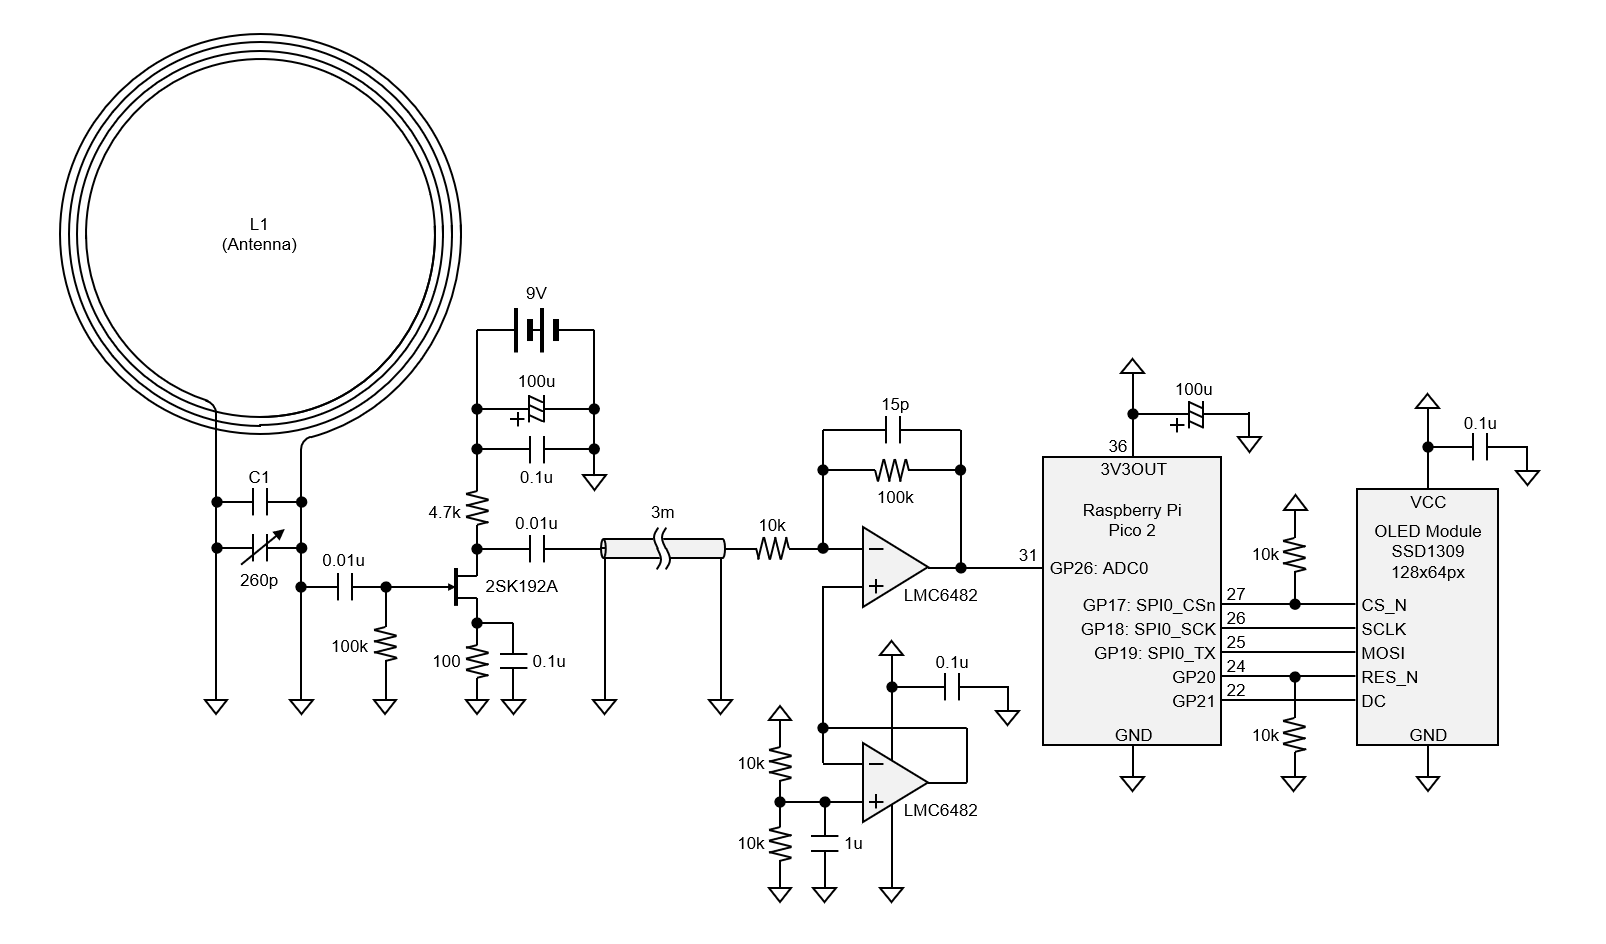 L1
(Antenna)
C1
260p
0.01u
100k
9V
100u
0.1u
4.7k
0.01u
2SK192A
100
0.1u
3m
10k
15p
100k
LMC6482
0.1u
10k
10k
1u
LMC6482
100u
36
3V3OUT
Raspberry Pi
Pico 2
31
GP26: ADC0
GP17: SPI0_CSn
27
GP18: SPI0_SCK
26
GP19: SPI0_TX
25
GP20
24
GP21
22
GND
10k
10k
0.1u
VCC
OLED Module
SSD1309
128x64px
CS_N
SCLK
MOSI
RES_N
DC
GND